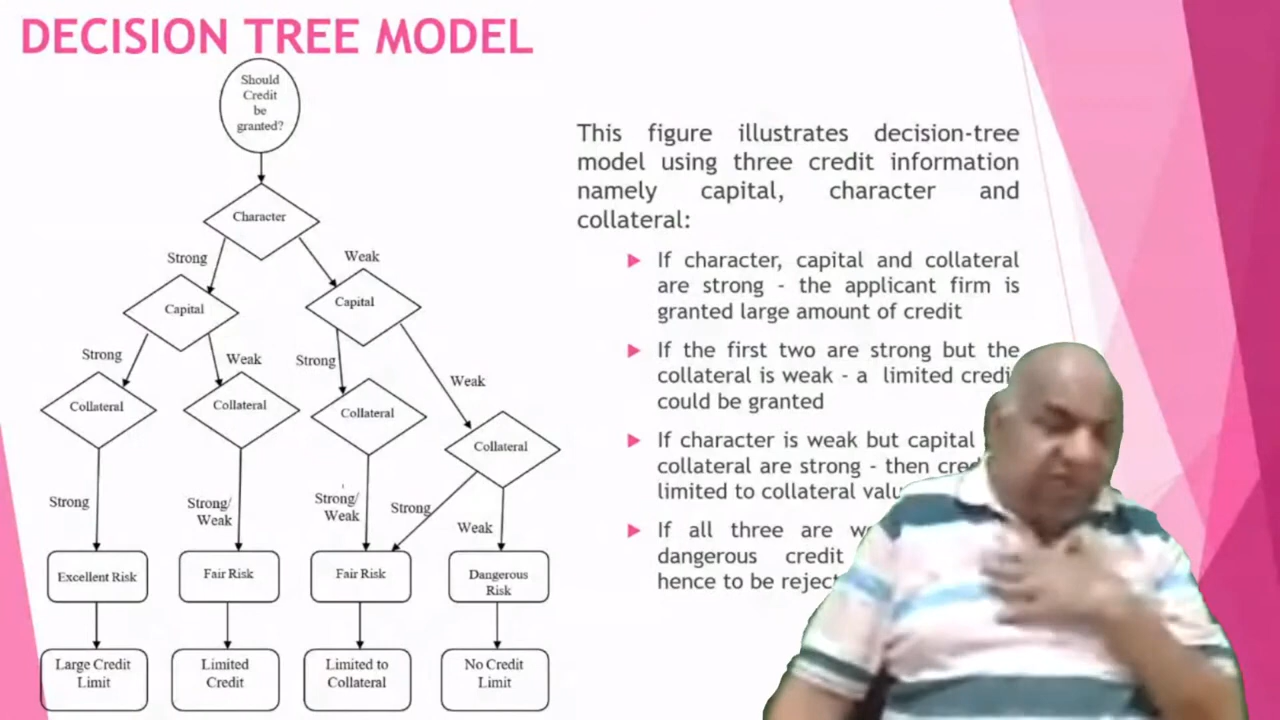 DECISION TREE MODEL
Should
Credit
be
granted?
Character
Strong
Weak
Capital
Capital
Strong
Weak
Strong
Weak
Collateral
Collateral
Collateral
Collateral
Strong
Strong/
Weak
Strong/
Weak
Strong
Weak
Excellent Risk
Fair Risk
Fair Risk
Dangerous
Risk
Large Credit
Limit
Limited
Credit
Limited to
Collateral
No Credit
Limit
This figure illustrates decision-tree
model using three credit information
namely capital, character and
collateral:
If character, capital and collateral
are strong - the applicant firm is
granted large amount of credit
If the first two are strong but the
collateral is weak - a limited
could be granted
If character is weak but capital
collateral are strong - then
limited to collateral
If all three are
dangerous credit
hence to be